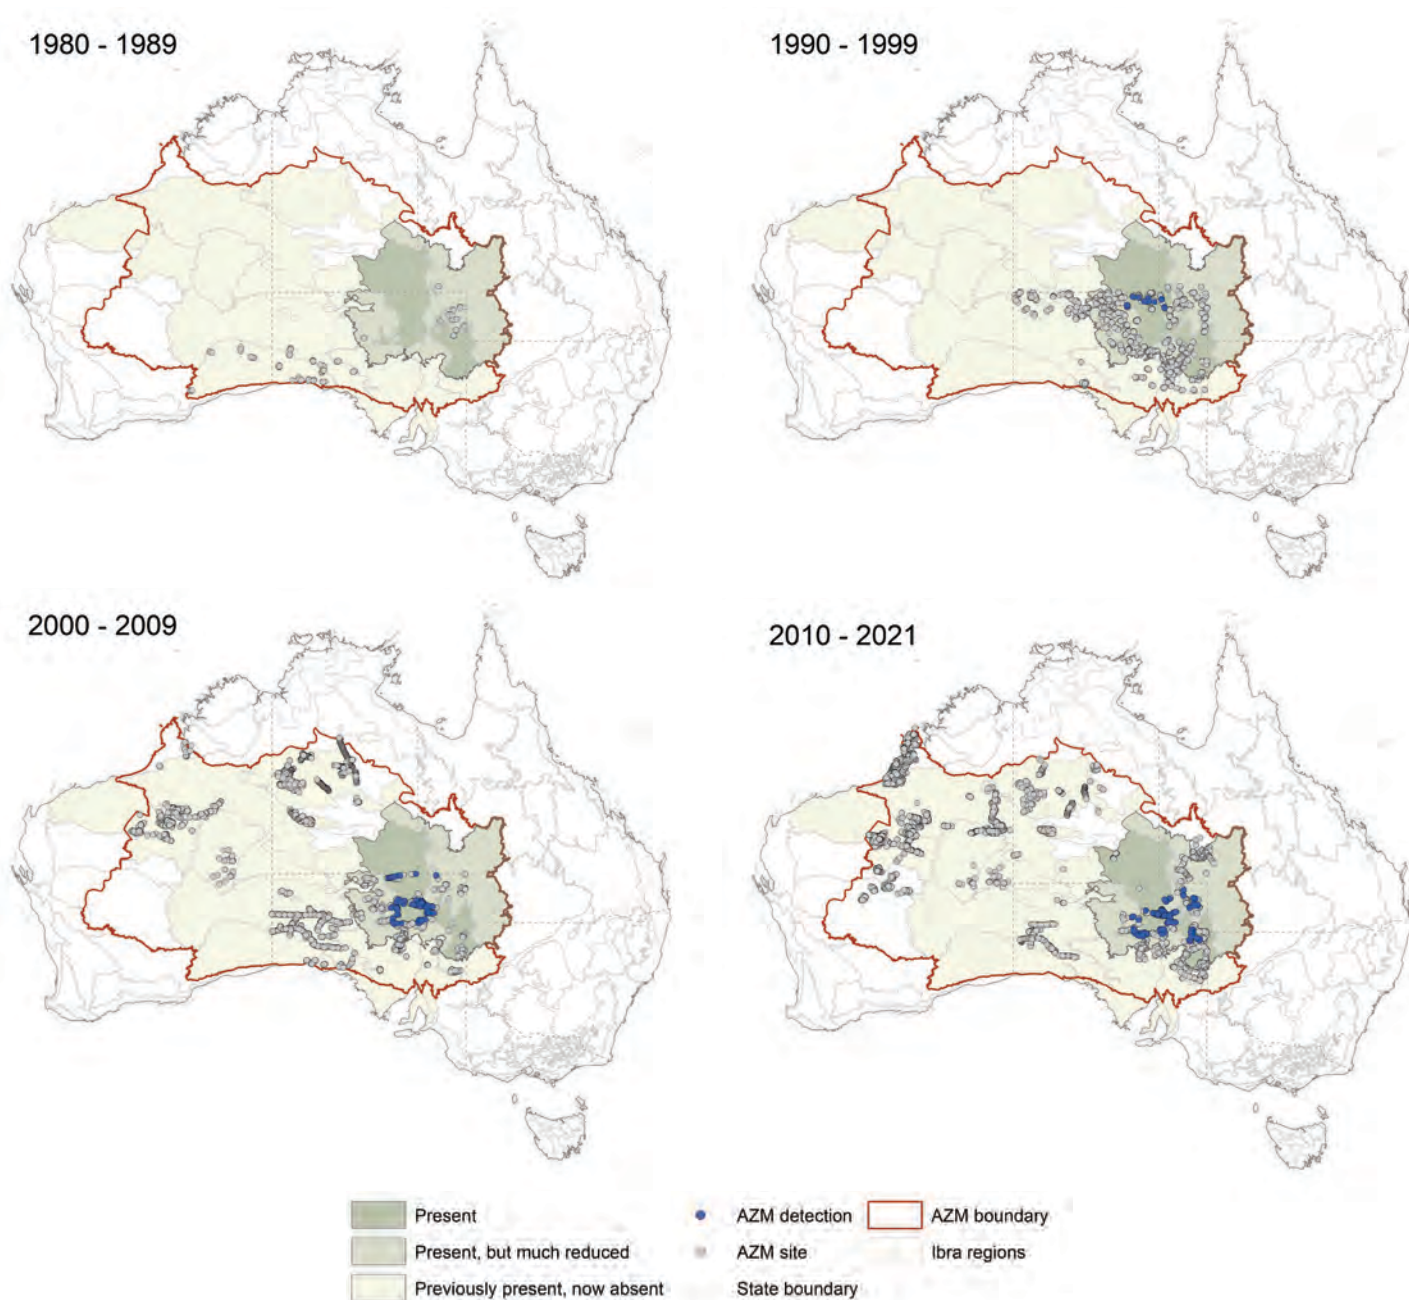 1980 - 1989
1990 - 1999
2000 - 2009
2010 - 2021
Present
AZM detection
AZM boundary
Present, but much reduced
AZM site
Ibra regions
Previously present, now absent
State boundary